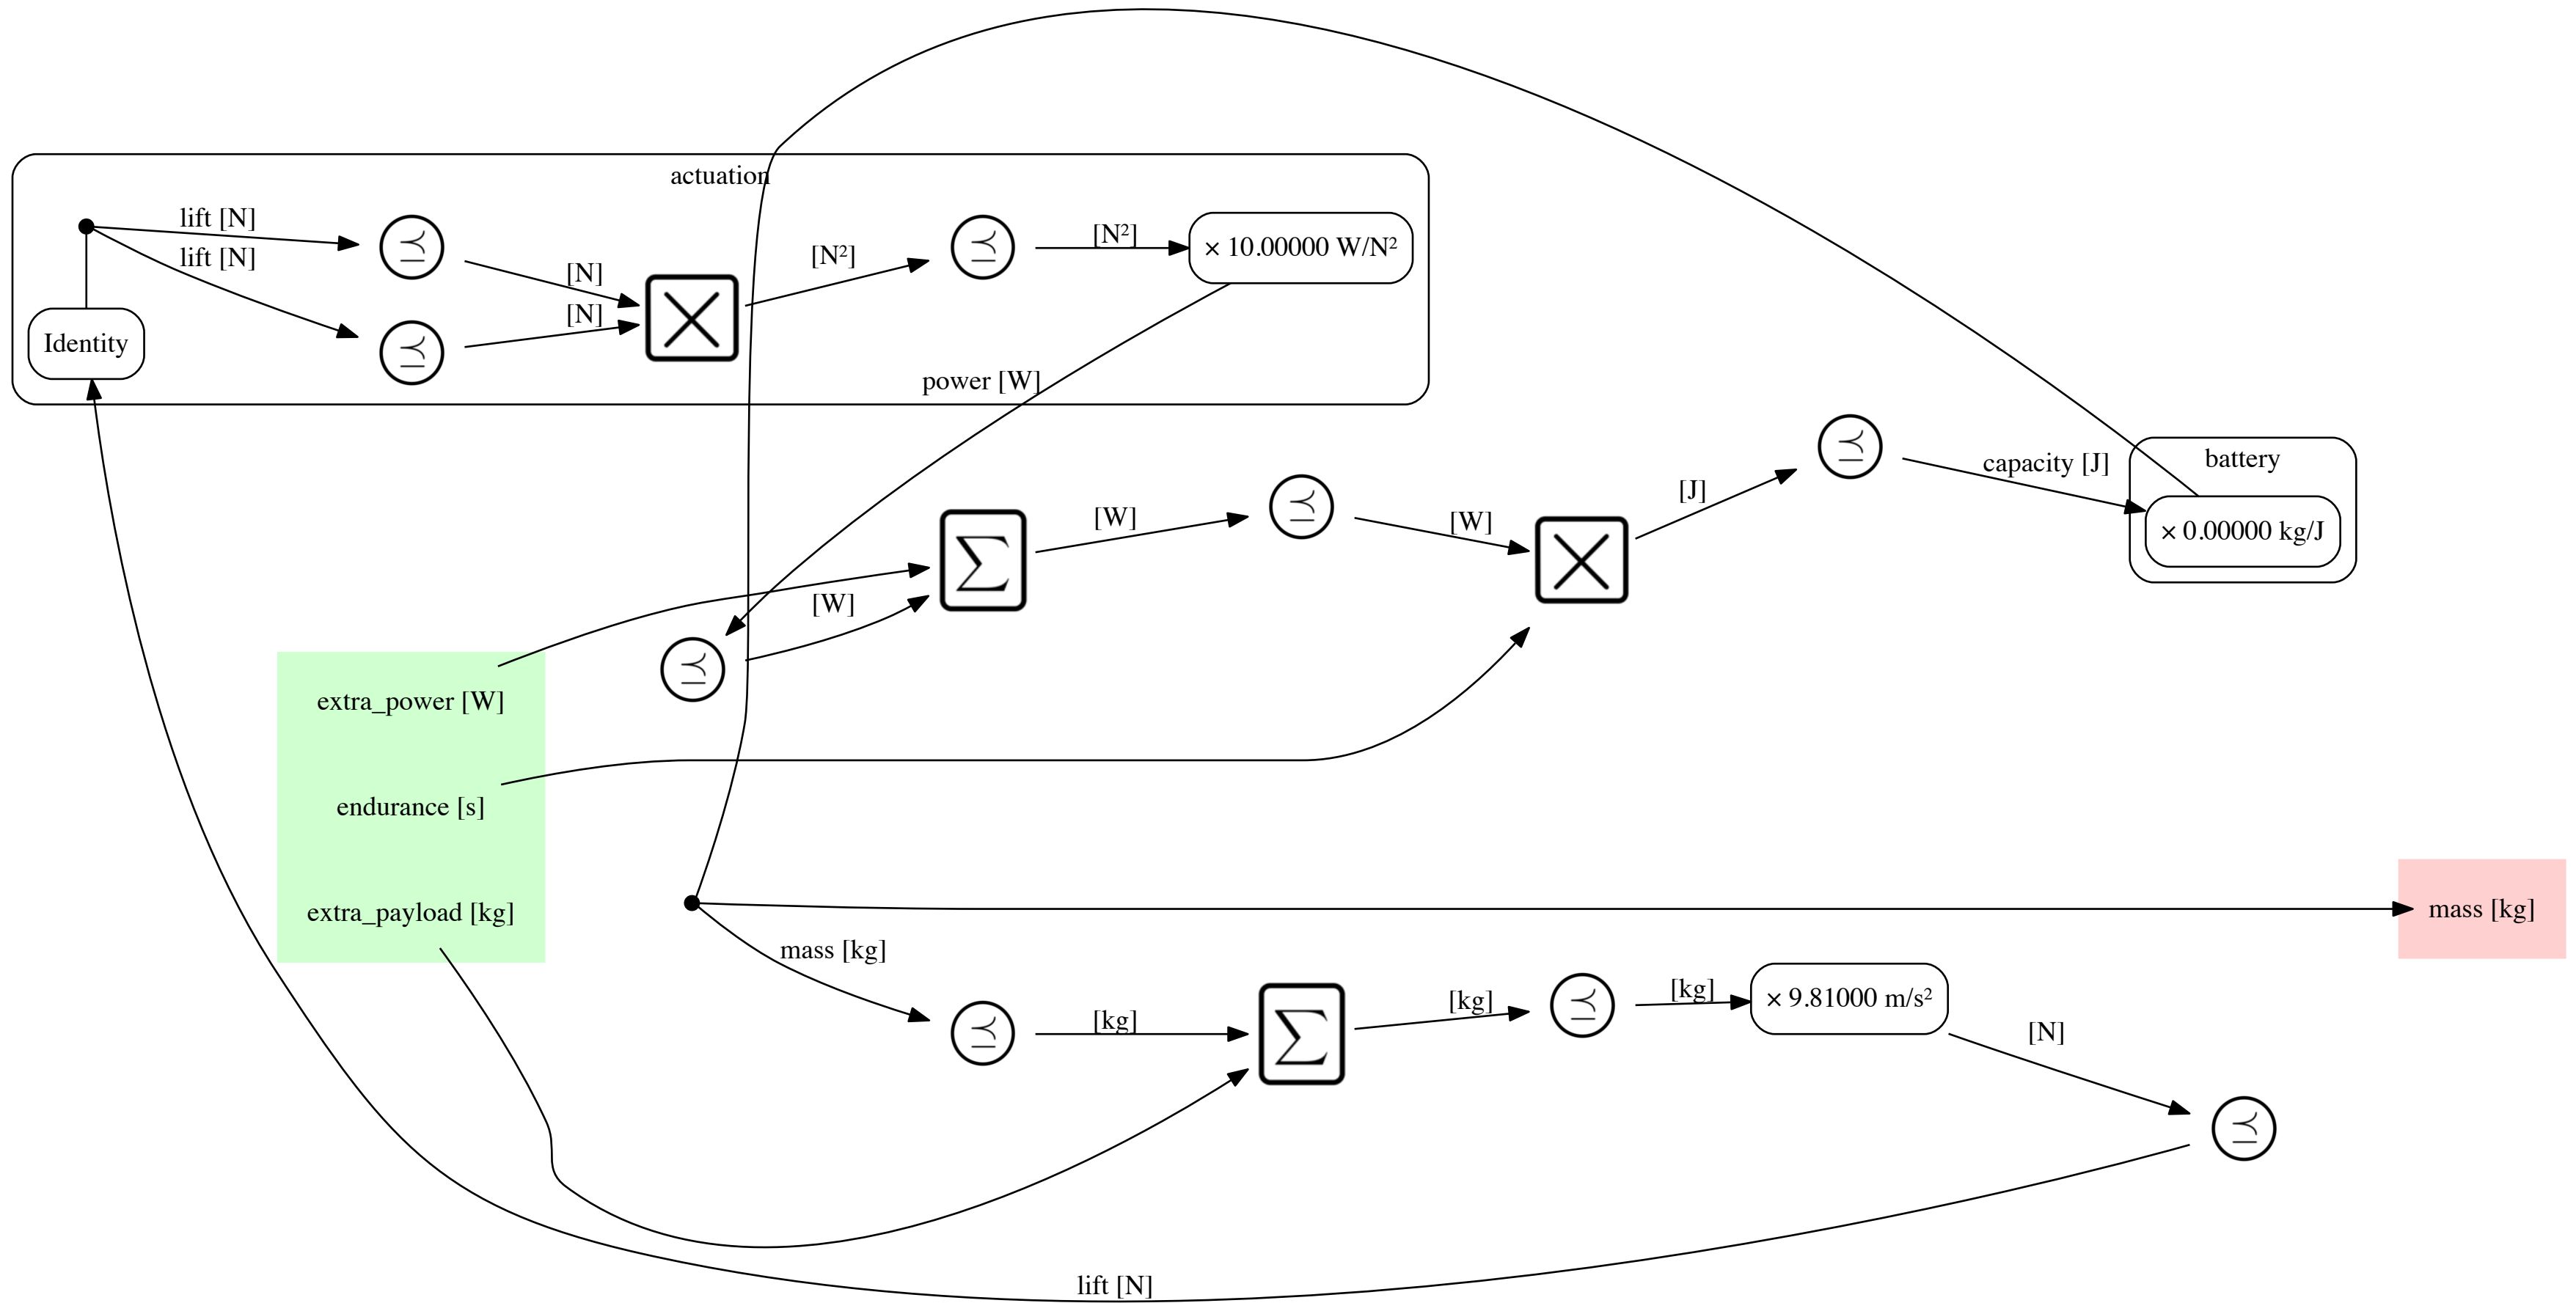 actuation
lift [N]
lift [N]
Identity
⪯
⪯
[N]
[N]
×
[N²]
⪯
[N²]
× 10.00000 W/N²
power [W]
⪯
[W]
∑
[W]
⪯
[W]
×
[J]
⪯
capacity [J]
battery
× 0.00000 kg/J
extra_power [W]
endurance [s]
extra_payload [kg]
mass [kg]
mass [kg]
⪯
[kg]
∑
[kg]
⪯
[kg]
× 9.81000 m/s²
[N]
⪯
lift [N]